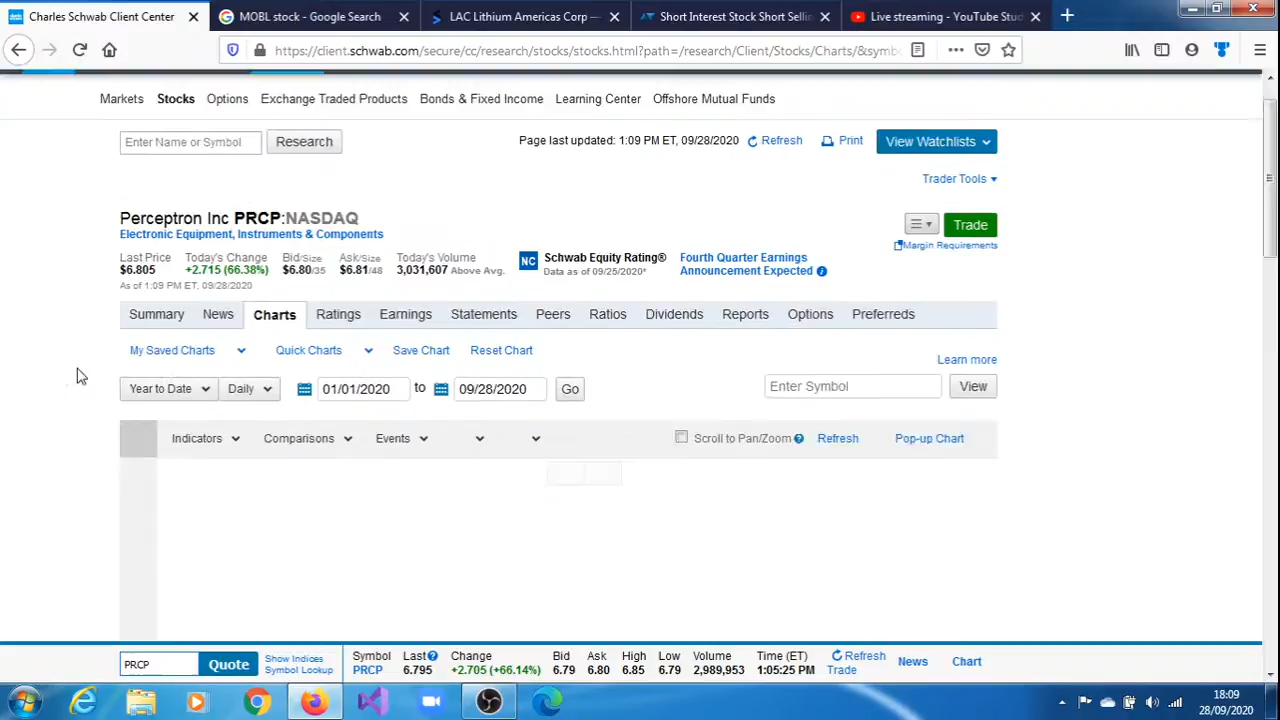 Charles Schwab Client Center
MOBL stock - Google Search
LAC Lithium Americas Corp —
Short Interest Stock Short Sellin
Live streaming - YouTube Stud
https://client.schwab.com/secure/cc/research/stocks/stocks.html?path=/research/Client/Stocks/Charts/&symbo
Markets Stocks Options Exchange Traded Products Bonds & Fixed Income Learning Center Offshore Mutual Funds
Enter Name or Symbol Research Page last updated: 1:09 PM ET, 09/28/2020 Refresh Print View Watchlists
Trader Tools
Perceptron Inc PRCP:NASDAQ
Trade
Electronic Equipment, Instruments & Components
Margin Requirements
Last Price Today's Change Bid/Size Ask/Size Today's Volume NC Schwab Equity Rating® Fourth Quarter Earnings
$6.805 +2.715 (66.38%) $6.80/35 $6.81/48 3,031,607 Above Avg. Data as of 09/25/2020* Announcement Expected
As of 1:09 PM ET, 09/28/2020
Summary News Charts Ratings Earnings Statements Peers Ratios Dividends Reports Options Preferreds
My Saved Charts Quick Charts Save Chart Reset Chart
Learn more
Year to Date Daily 01/01/2020 to 09/28/2020 Go Enter Symbol View
Indicators Comparisons Events Scroll to Pan/Zoom Refresh Pop-up Chart
PRCP Quote Show Indices
Symbol Lookup
Symbol Last Change Bid Ask High Low Volume Time (ET) Refresh News Chart
PRCP 6.795 +2.705 (+66.14%) 6.79 6.80 6.85 6.79 2,989,953 1:05:25 PM Trade
18:09
28/09/2020